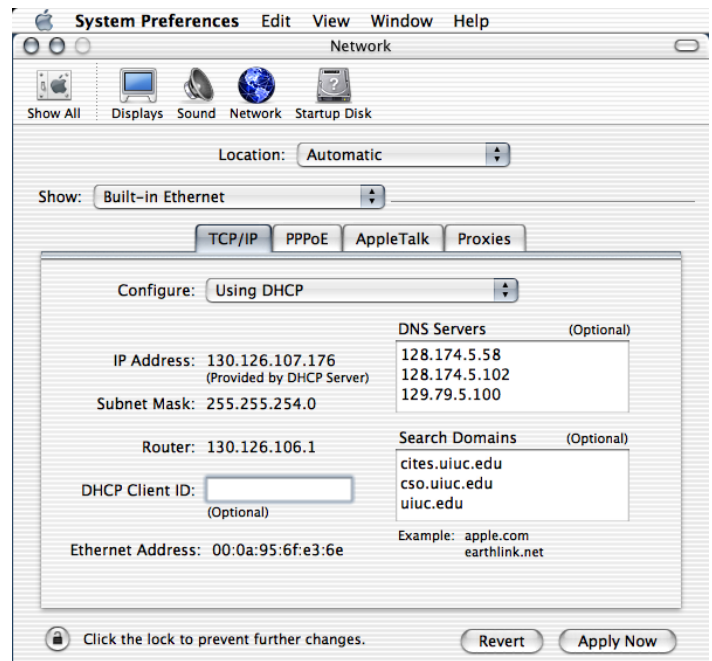 System Preferences Edit View Window Help
Network
Show All Displays Sound Network Startup Disk
Location: Automatic
Show: Built-in Ethernet
TCP/IP PPPoE AppleTalk Proxies
Configure: Using DHCP
DNS Servers (Optional)
128.174.5.58
128.174.5.102
129.79.5.100
IP Address: 130.126.107.176
(Provided by DHCP Server)
Subnet Mask: 255.255.254.0
Router: 130.126.106.1
Search Domains (Optional)
cites.uiuc.edu
cso.uiuc.edu
uiuc.edu
DHCP Client ID:
(Optional)
Example: apple.com
earthlink.net
Ethernet Address: 00:0a:95:6f:e3:6e
Click the lock to prevent further changes.
Revert Apply Now